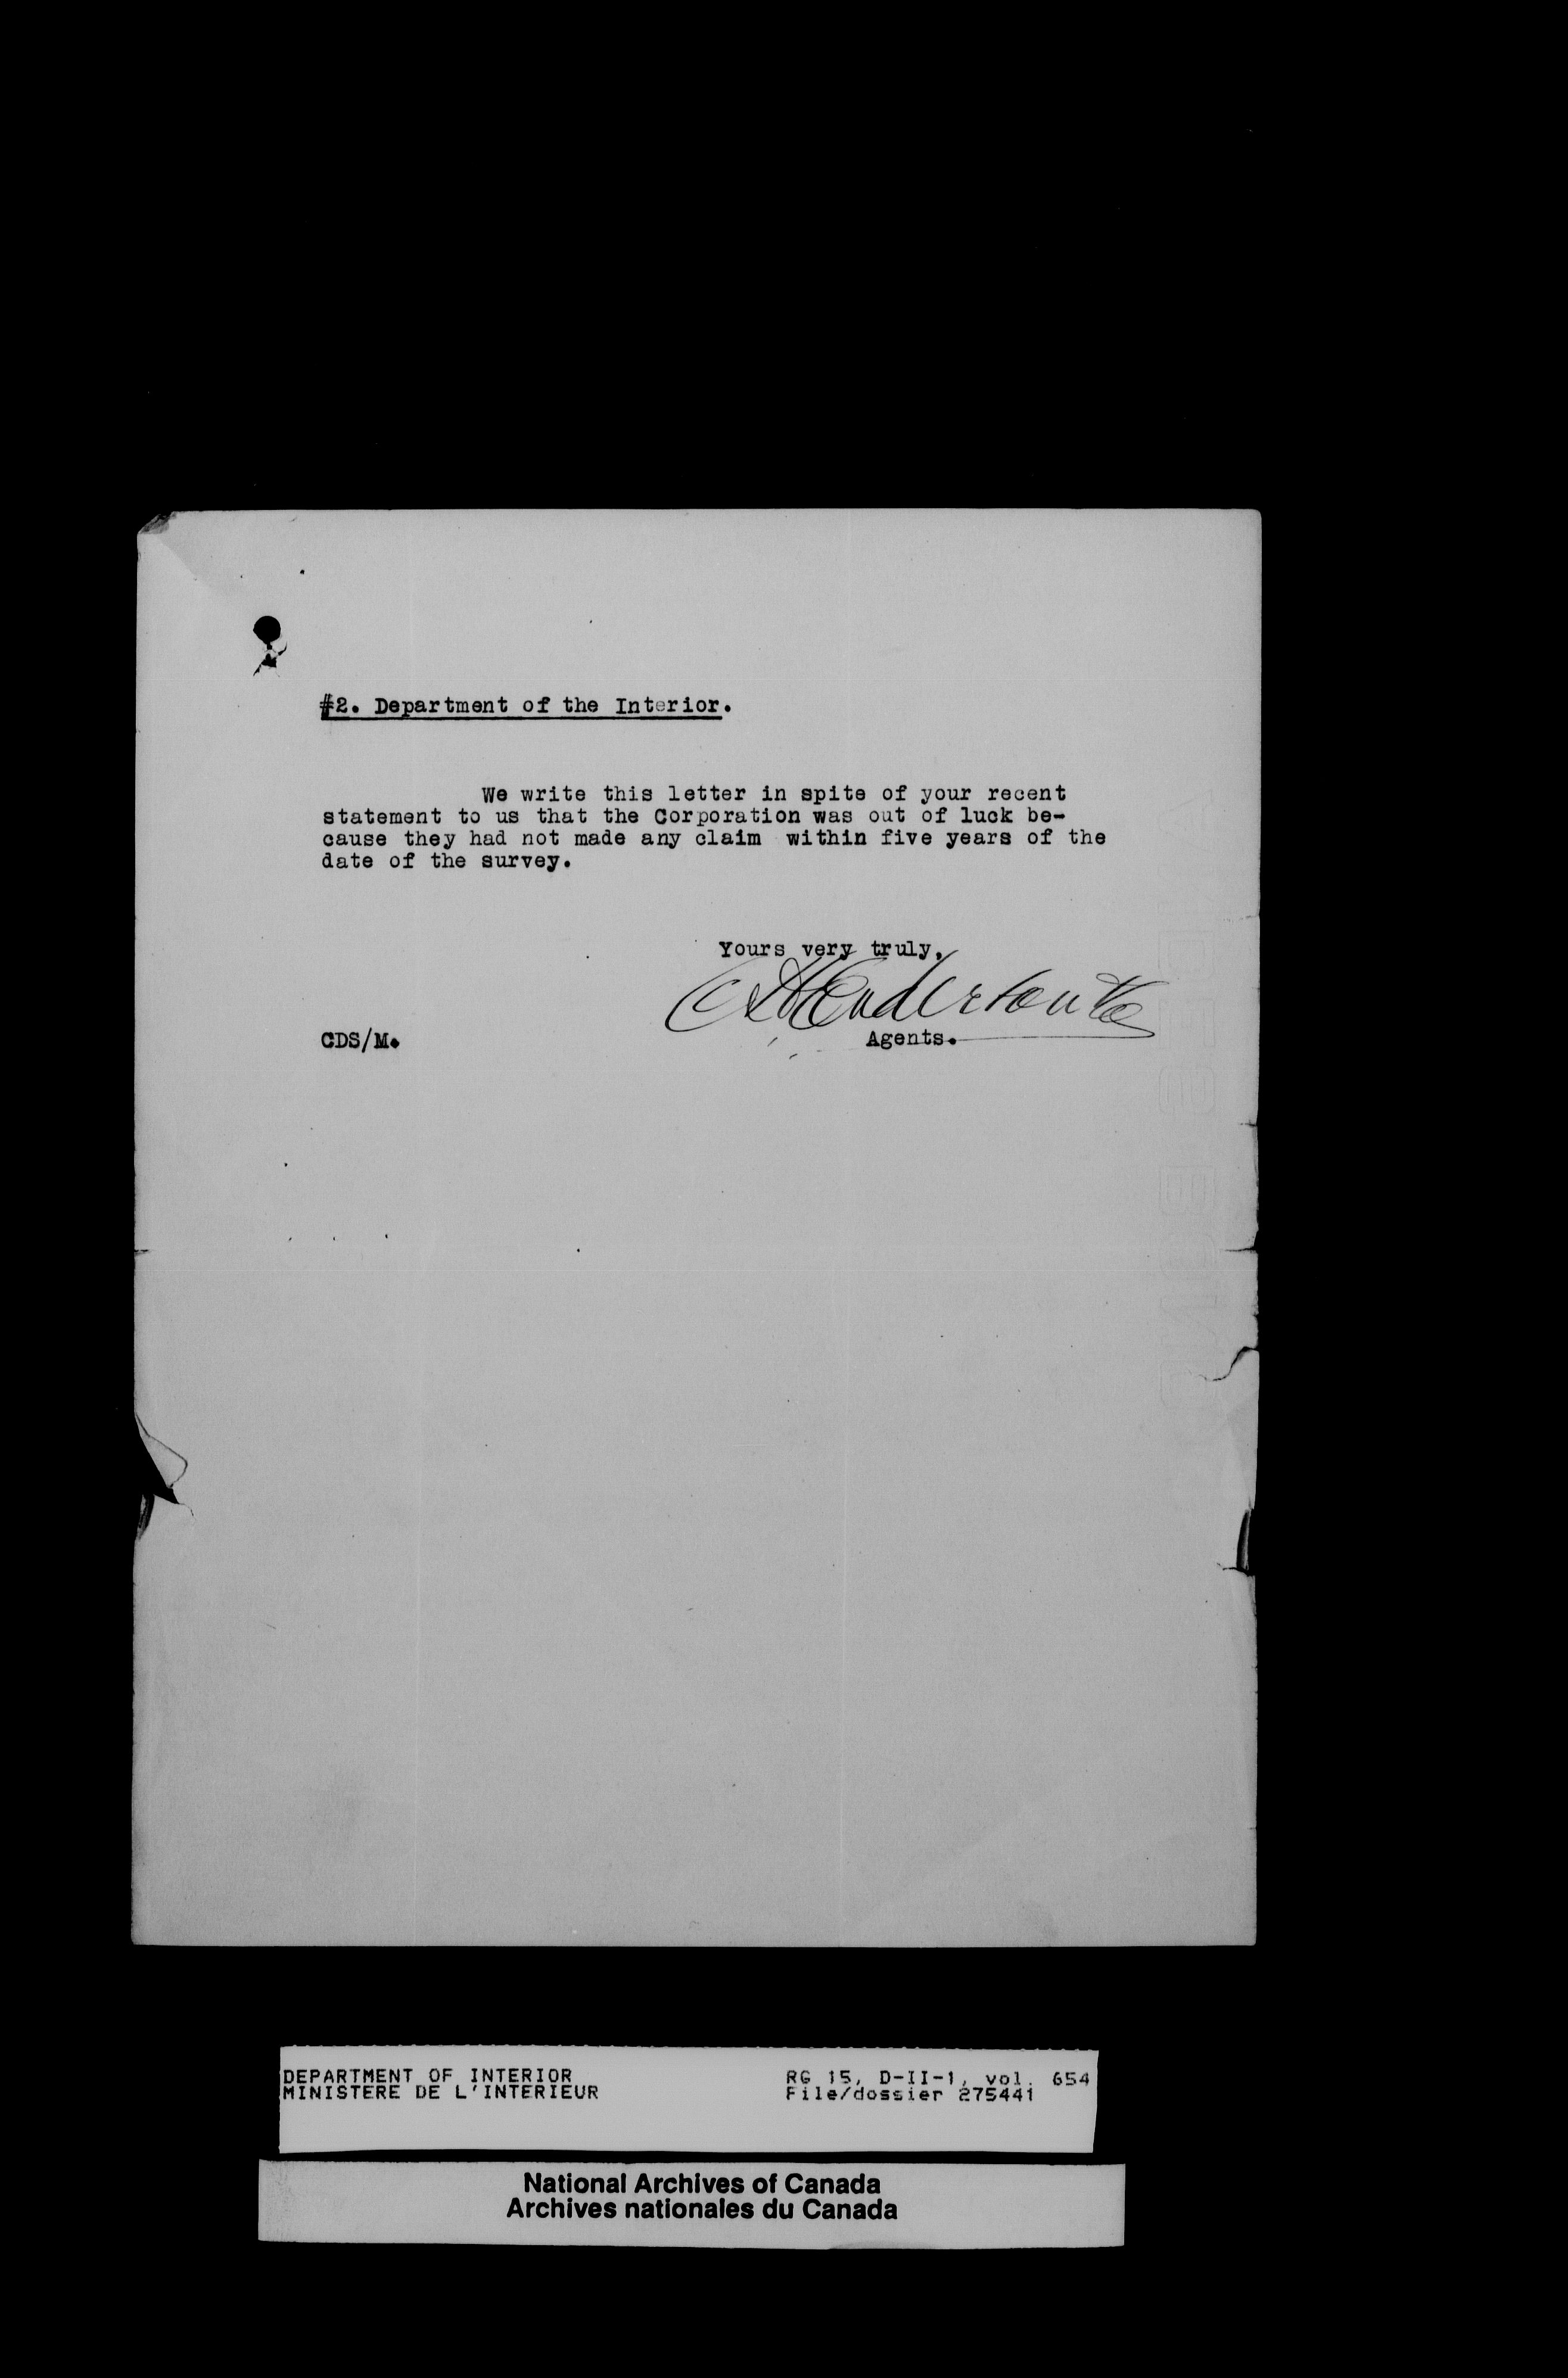 #2. Department of the Interior.
We write this letter in spite of your recent
statement to us that the Corporation was out of luck be-
cause they had not made any claim within five years of the
date of the survey.
Yours very truly,
Henderson & Co
CDS/M.
Agents.
DEPARTMENT OF INTERIOR
MINISTERE DE L'INTERIEUR
RG 15, D-II-1, vol. 654
File/dossier 275441
National Archives of Canada
Archives nationales du Canada